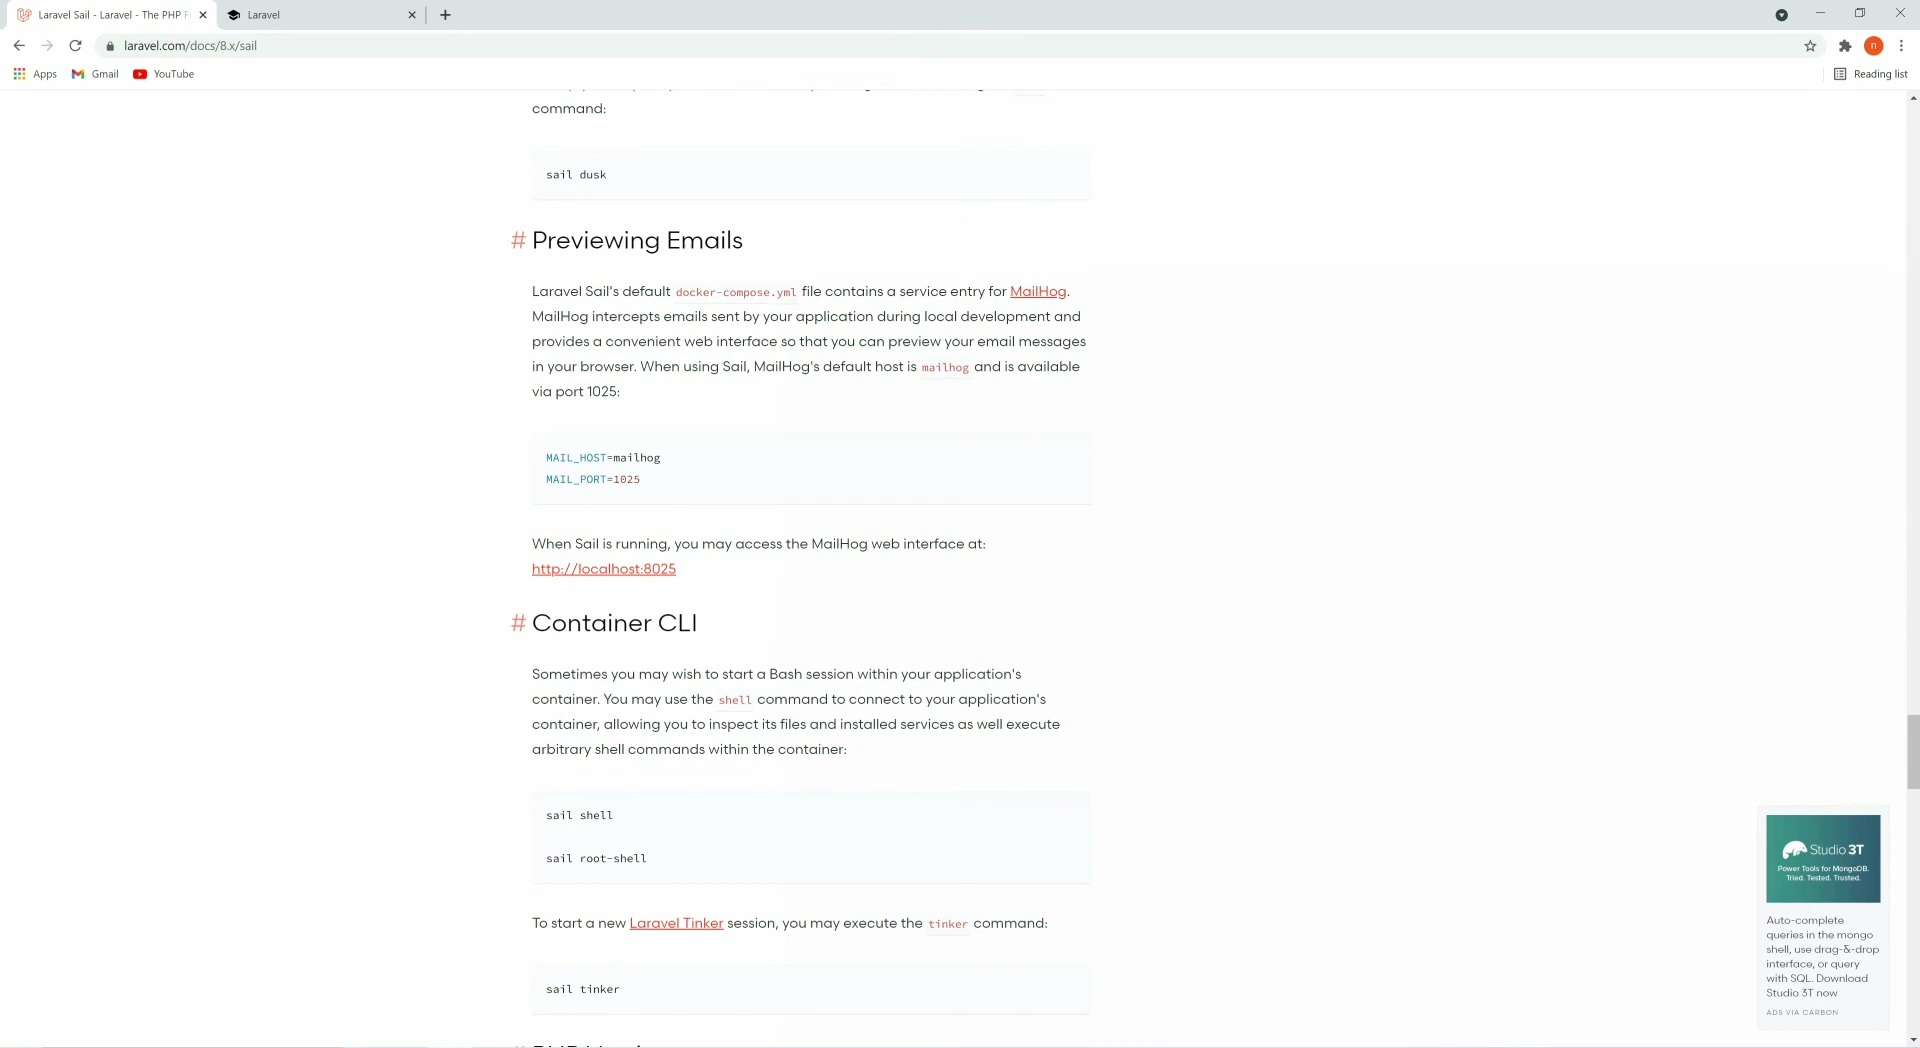 Laravel Sail - Laravel - The PHP F
Laravel
laravel.com/docs/8.x/sail
n
Apps
Gmail
YouTube
Reading list
command:
sail dusk
# Previewing Emails
Laravel Sail's default docker-compose.yml file contains a service entry for MailHog.
MailHog intercepts emails sent by your application during local development and
provides a convenient web interface so that you can preview your email messages
in your browser. When using Sail, MailHog's default host is mailhog and is available
via port 1025:
MAIL_HOST=mailhog
MAIL_PORT=1025
When Sail is running, you may access the MailHog web interface at:
http://localhost:8025
# Container CLI
Sometimes you may wish to start a Bash session within your application's
container. You may use the shell command to connect to your application's
container, allowing you to inspect its files and installed services as well execute
arbitrary shell commands within the container:
sail shell
sail root-shell
To start a new Laravel Tinker session, you may execute the tinker command:
sail tinker
Studio 3T
Power Tools for MongoDB.
Tried. Tested. Trusted.
Auto-complete
queries in the mongo
shell, use drag-&-drop
interface, or query
with SQL. Download
Studio 3T now
ADS VIA CARBON